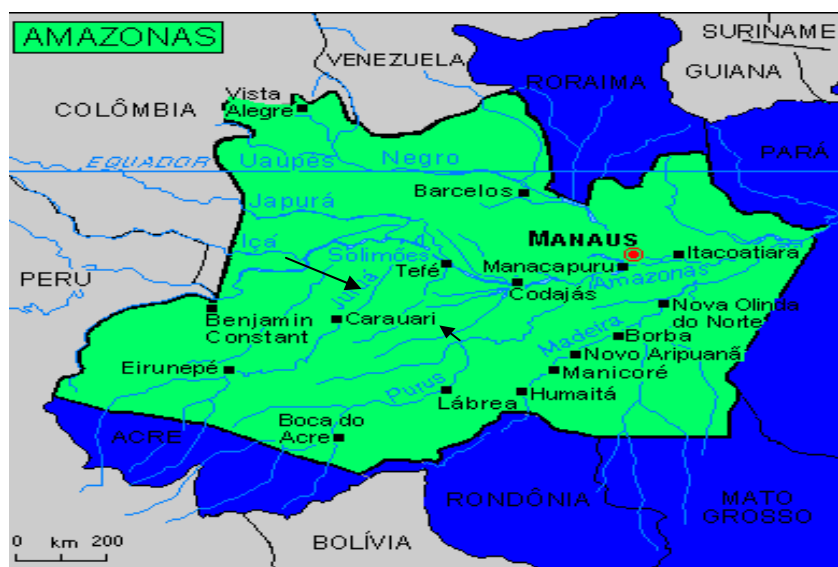 AMAZONAS
SURINAME
VENEZUELA
GUIANA
RORAIMA
COLÔMBIA
Vista
Alegre
PARÁ
EQUADOR
Uaupés
Negro
Barcelos
Japurá
MANAUS
Içá
Solimões
Itacoatiara
PERU
Tefé
Manacapuru
Amazonas
Codajás
Juruá
Benjamin
Constant
Carauari
Nova Olinda
do Norte
Madeira
Borba
Novo Aripuanã
Eirunepé
Manicoré
Purus
Lábrea
Humaitá
Boca do
Acre
ACRE
RONDÔNIA
MATO
GROSSO
BOLÍVIA
0 km 200